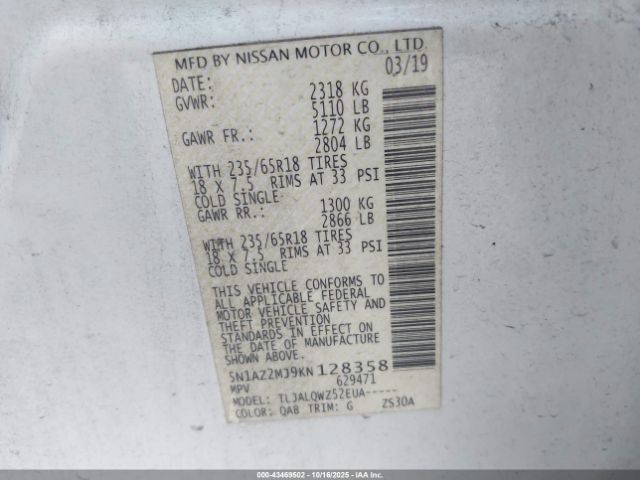 MFD BY NISSAN MOTOR CO., LTD.
DATE: 03/19
GVWR: 2318 KG
5110 LB
GAWR FR.: 1272 KG
2804 LB
WITH 235/65R18 TIRES
18 X 7.5 RIMS AT 33 PSI
COLD SINGLE
GAWR RR.: 1300 KG
2866 LB
WITH 235/65R18 TIRES
18 X 7.5 RIMS AT 33 PSI
COLD SINGLE
THIS VEHICLE CONFORMS TO
ALL APPLICABLE FEDERAL
MOTOR VEHICLE SAFETY AND
THEFT PREVENTION
STANDARDS IN EFFECT ON
THE DATE OF MANUFACTURE
SHOWN ABOVE.
5N1AZ2MJ9KN128358
MPV 629471
MODEL: TLJALQWZ52EUA-----
COLOR: QAB TRIM: G ZS30A
000-43469502 - 10/16/2025 - IAAI.COM